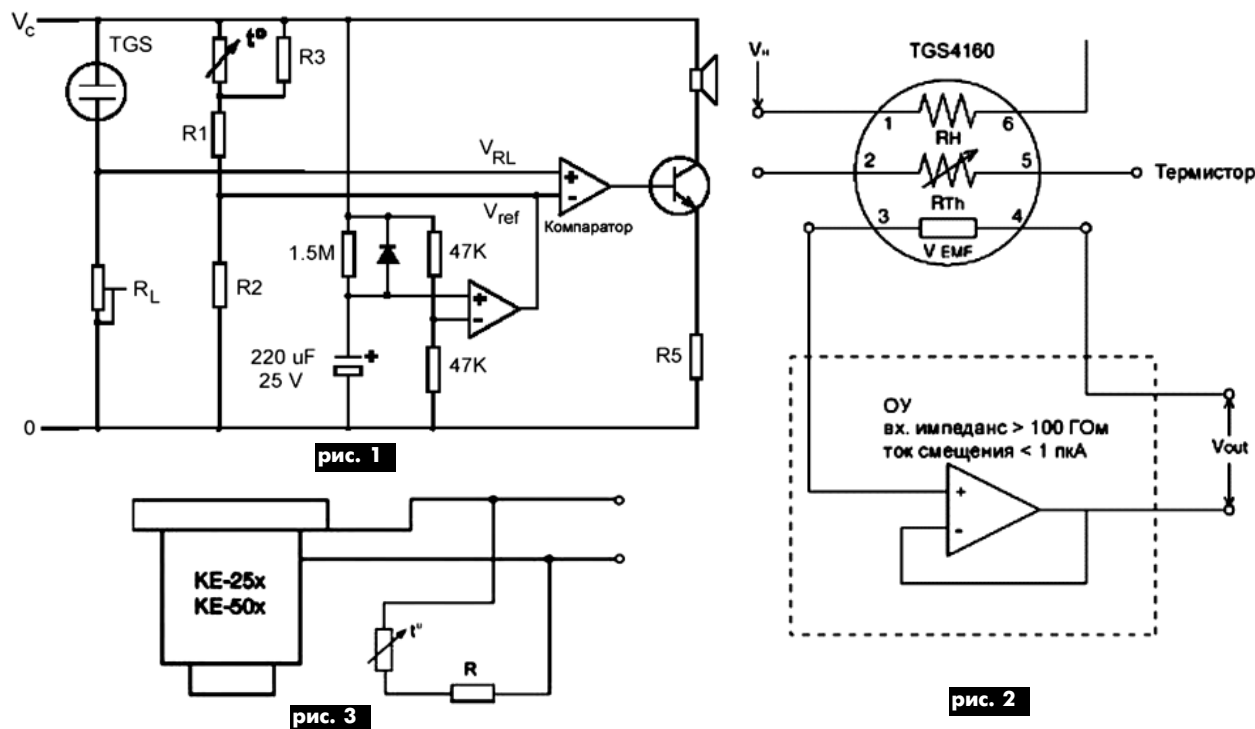 Vc
TGS
t°
R3
R1
VRL
Vref
Компаратор
1.5M
47K
RL
R2
220 uF
25 V
47K
R5
0
рис. 1
VH
TGS4160
1
RH
6
2
RTh
5
Термистор
3
V EMF
4
ОУ
вх. импеданс > 100 ГОм
ток смещения < 1 пкА
Vout
рис. 2
KE-25x
KE-50x
t°
R
рис. 3